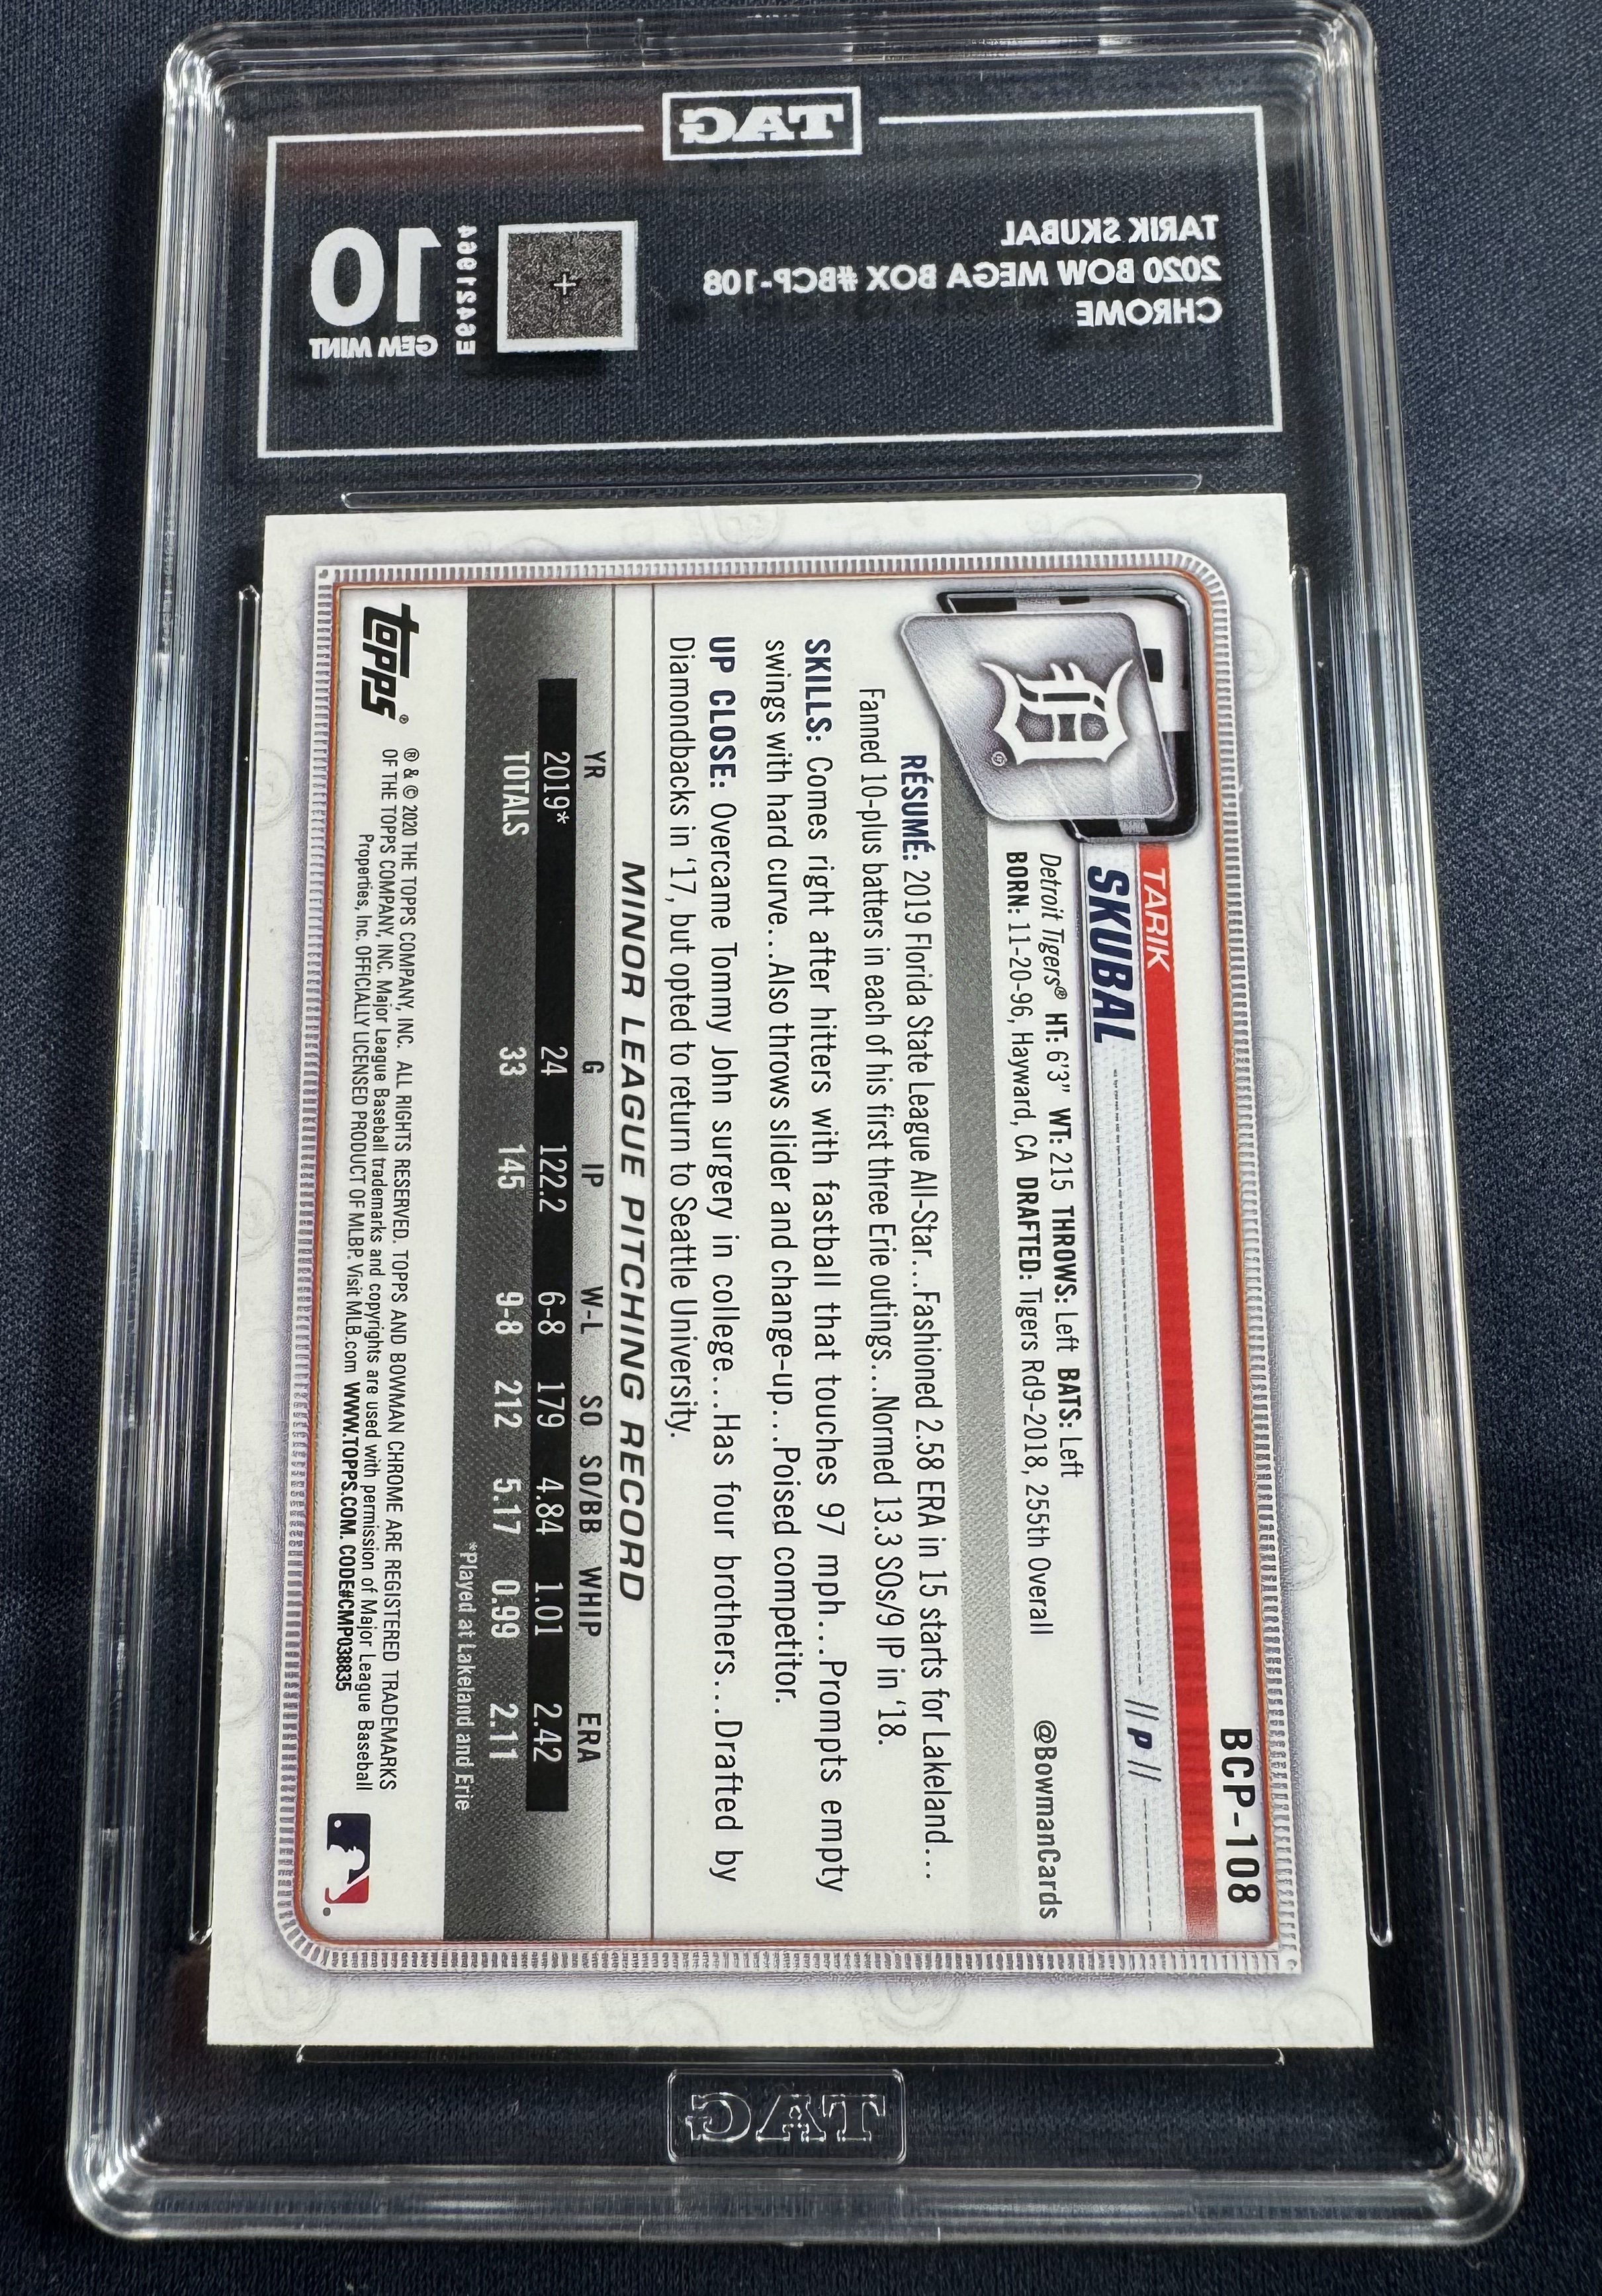 TAG
TARIK SKUBAL
2020 BOW MEGA BOX #BCP-108
CHROME
E6421964
10
GEM MINT
BCP-108
TARIK
SKUBAL
// P //
Detroit Tigers® HT: 6'3" WT: 215 THROWS: Left BATS: Left
BORN: 11-20-96, Hayward, CA DRAFTED: Tigers Rd9-2018, 255th Overall
@BowmanCards
RÉSUMÉ: 2019 Florida State League All-Star...Fashioned 2.58 ERA in 15 starts for Lakeland...
Fanned 10-plus batters in each of his first three Erie outings...Normed 13.3 SOs/9 IP in '18.
SKILLS: Comes right after hitters with fastball that touches 97 mph...Prompts empty
swings with hard curve...Also throws slider and change-up...Poised competitor.
UP CLOSE: Overcame Tommy John surgery in college...Has four brothers...Drafted by
Diamondbacks in '17, but opted to return to Seattle University.
MINOR LEAGUE PITCHING RECORD
YR G IP W-L SO SO/BB WHIP ERA
2019* 24 122.2 6-8 179 4.84 1.01 2.42
TOTALS 33 145 9-8 212 5.17 0.99 2.11
*Played at Lakeland and Erie
topps®
® & © 2020 THE TOPPS COMPANY, INC. ALL RIGHTS RESERVED. TOPPS AND BOWMAN CHROME ARE REGISTERED TRADEMARKS
OF THE TOPPS COMPANY, INC. Major League Baseball trademarks and copyrights are used with permission of Major League Baseball
Properties, Inc. OFFICIALLY LICENSED PRODUCT OF MLBP. Visit MLB.com WWW.TOPPS.COM. CODE#CMP038835
TAG